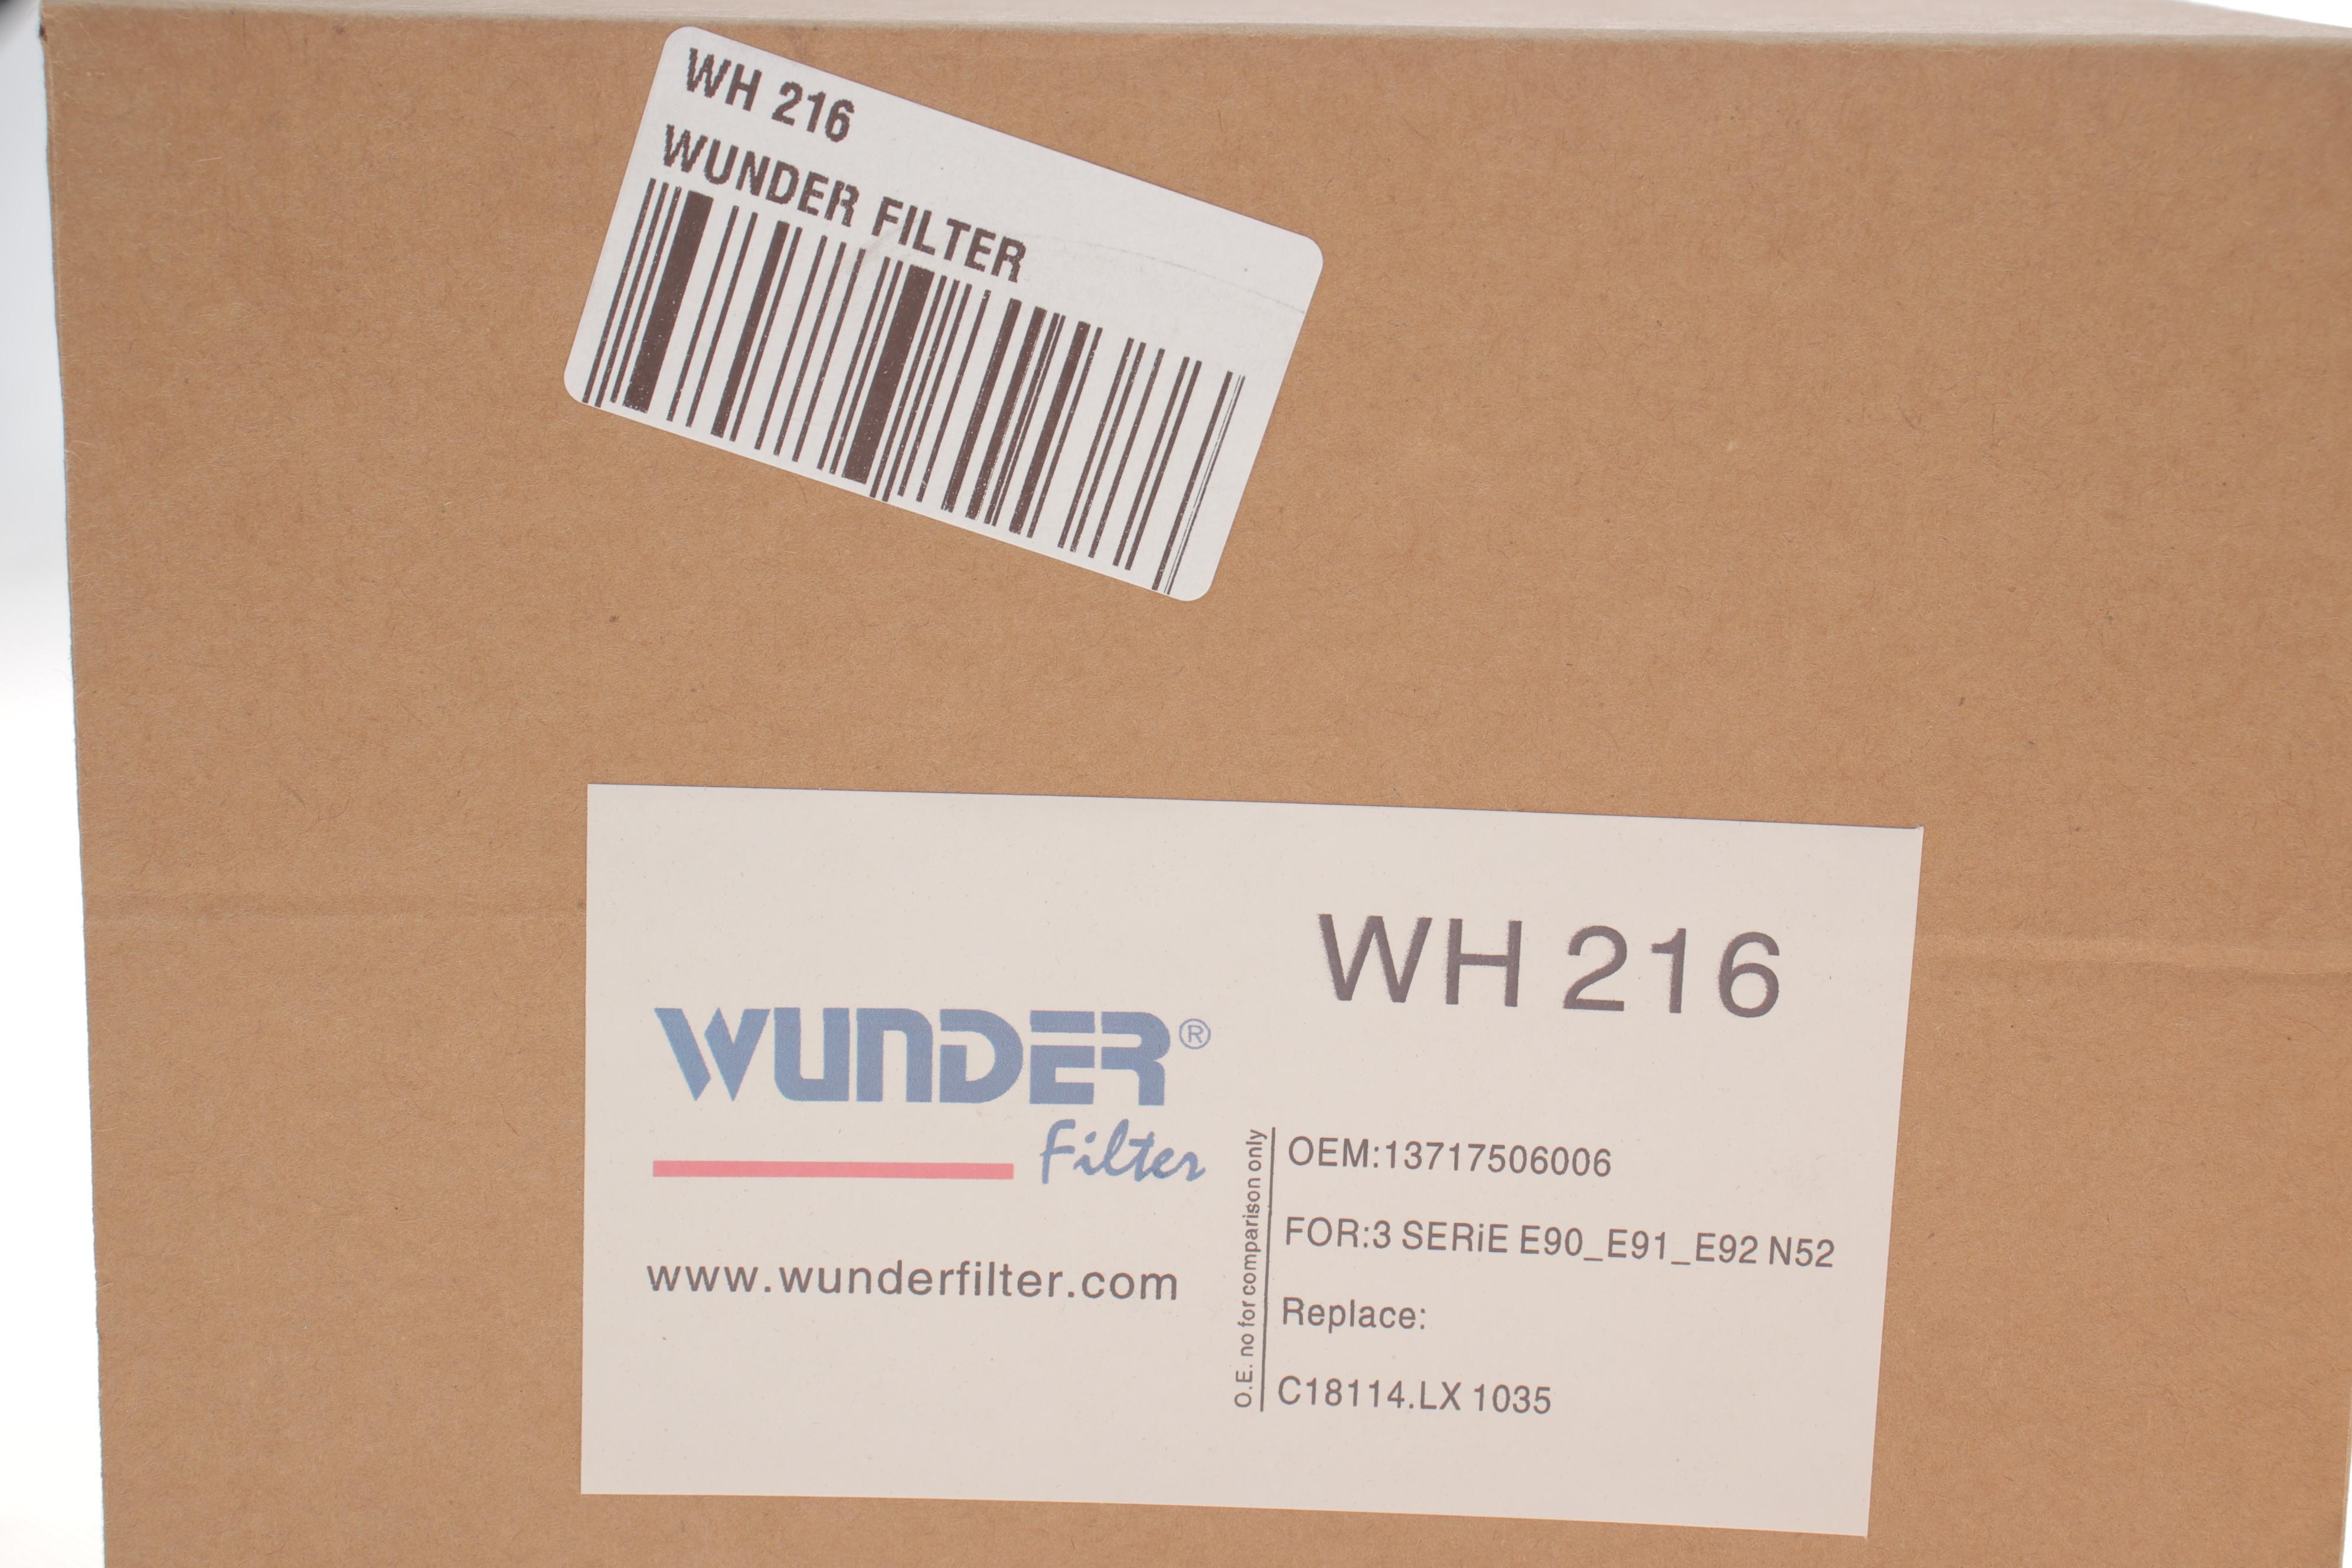 WH 216
WUNDER FILTER
WH 216
WUNDER®
Filter
www.wunderfilter.com
O.E. no for comparison only
OEM:13717506006
FOR:3 SERiE E90_E91_E92 N52
Replace:
C18114.LX 1035